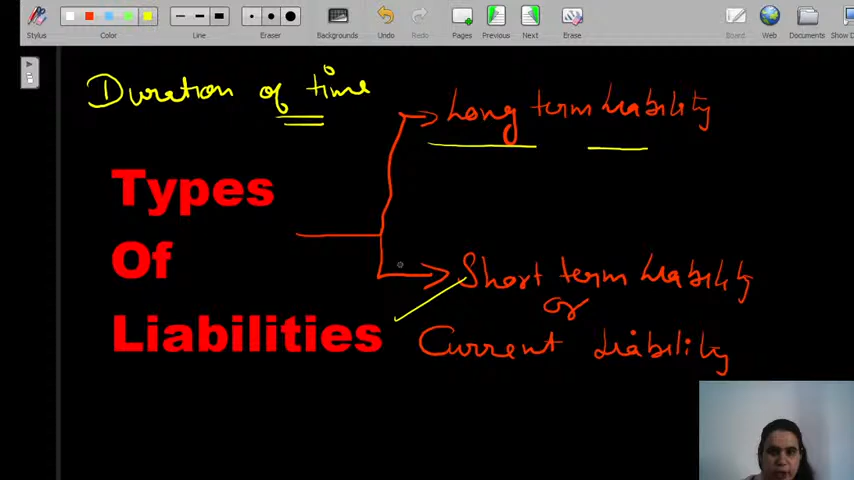 Stylus Color Line Eraser Backgrounds Undo Redo Pages Previous Next Erase Board Web Documents Show D
Duration of time
Long term Liability
Types
Of
Liabilities
Short term Liability
or
Current Liability